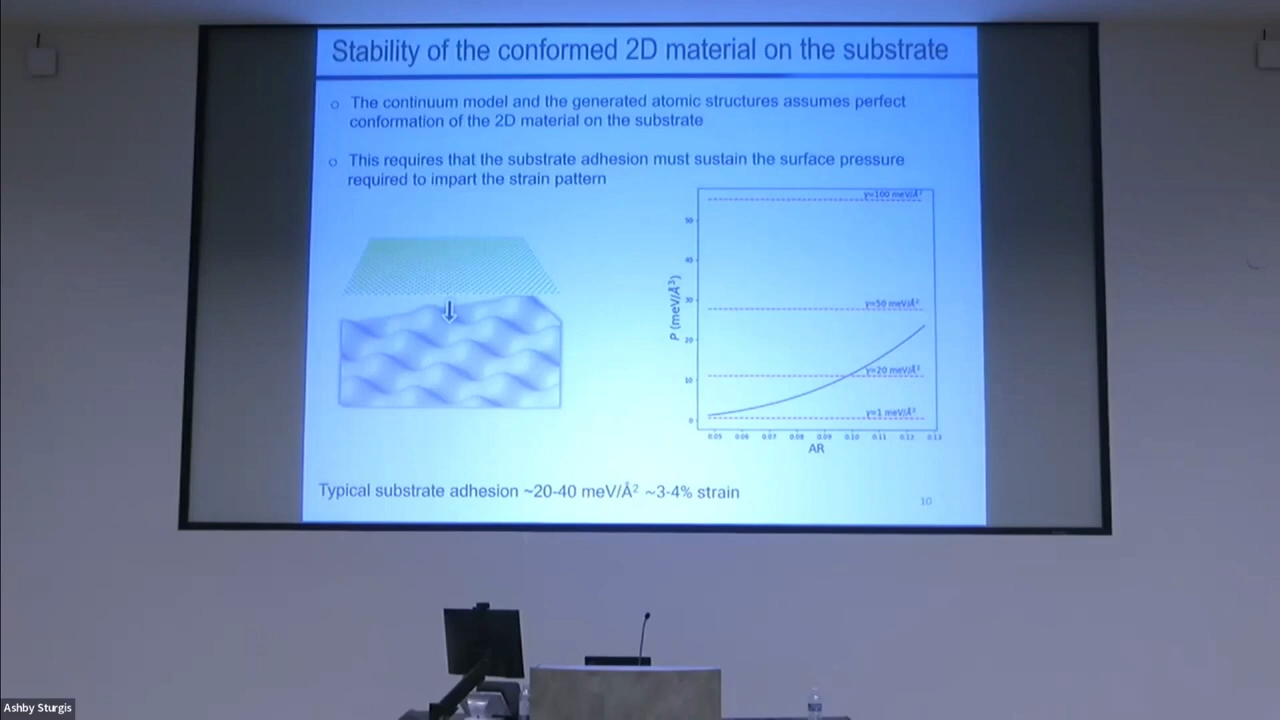 Stability of the conformed 2D material on the substrate
o The continuum model and the generated atomic structures assumes perfect
conformation of the 2D material on the substrate
o This requires that the substrate adhesion must sustain the surface pressure
required to impart the strain pattern
γ=100 meV/Å²
50
40
P (meV/Å³)
30
γ=50 meV/Å²
20
γ=20 meV/Å²
10
γ=1 meV/Å²
0
0.05 0.06 0.07 0.08 0.09 0.10 0.11 0.12 0.13
AR
Typical substrate adhesion ~20-40 meV/Å² ~3-4% strain
10
Ashby Sturgis